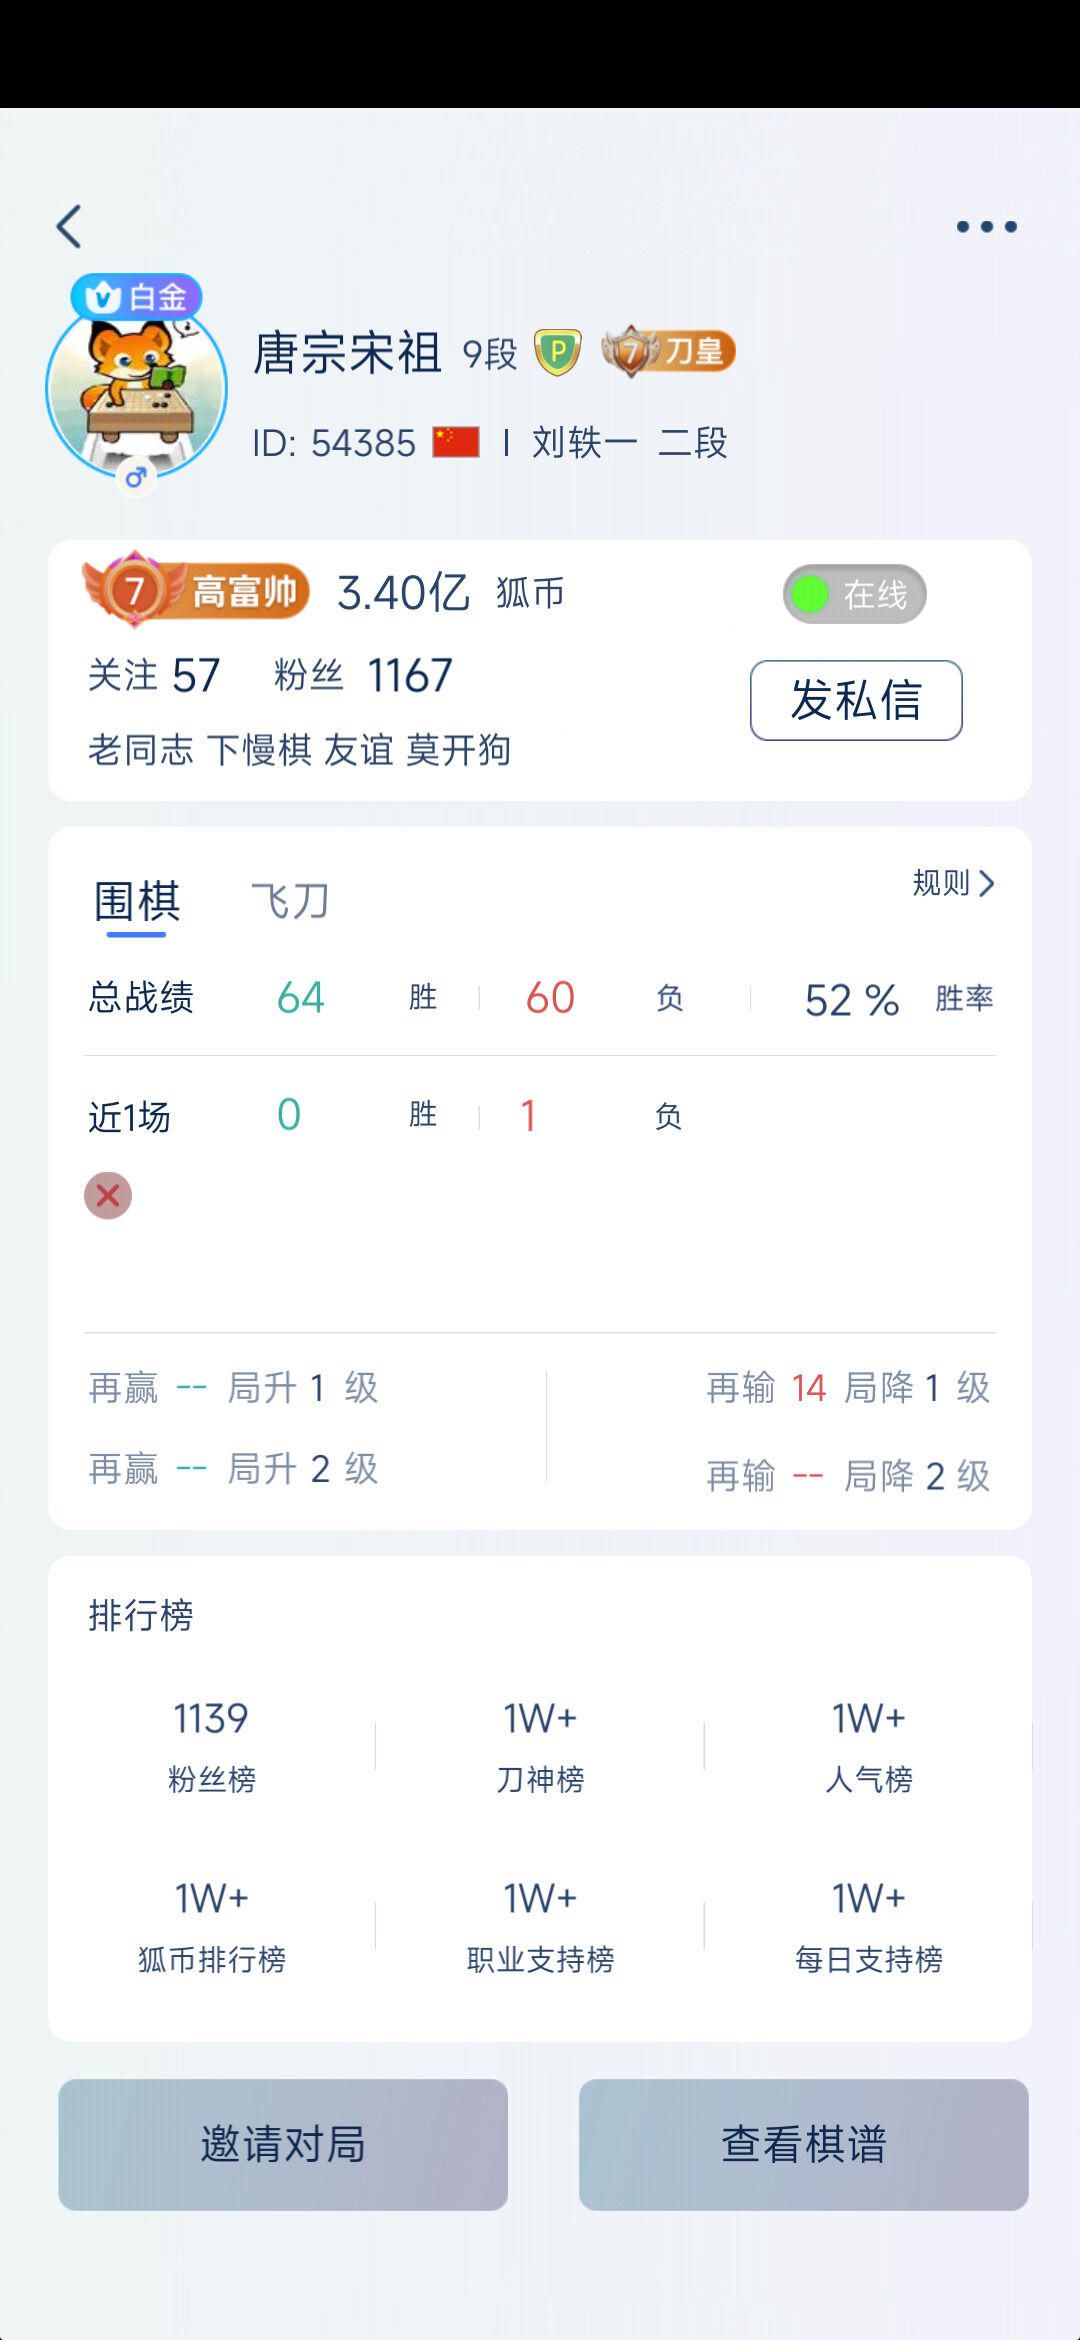 白金
唐宗宋祖 9段 P 7 刀皇
ID: 54385 | 刘轶一 二段
7 高富帅 3.40亿 狐币 在线
关注 57 粉丝 1167
发私信
老同志 下慢棋 友谊 莫开狗
围棋 飞刀 规则
总战绩 64 胜 60 负 52 % 胜率
近1场 0 胜 1 负
再赢 -- 局升 1 级 再输 14 局降 1 级
再赢 -- 局升 2 级 再输 -- 局降 2 级
排行榜
1139 1W+ 1W+
粉丝榜 刀神榜 人气榜
1W+ 1W+ 1W+
狐币排行榜 职业支持榜 每日支持榜
邀请对局 查看棋谱